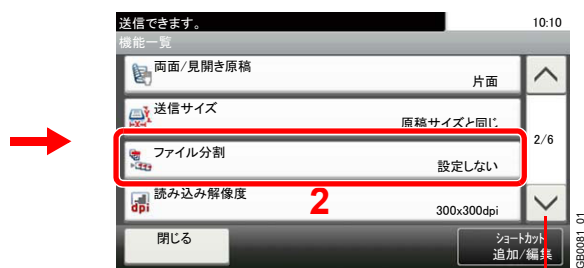 送信できます。
10:10
機能一覧
両面/見開き原稿
片面
送信サイズ
原稿サイズと同じ
2/6
ファイル分割
設定しない
読み込み解像度
dpi
300x300dpi
2
閉じる
ショートカット
追加/編集
GB0081_01